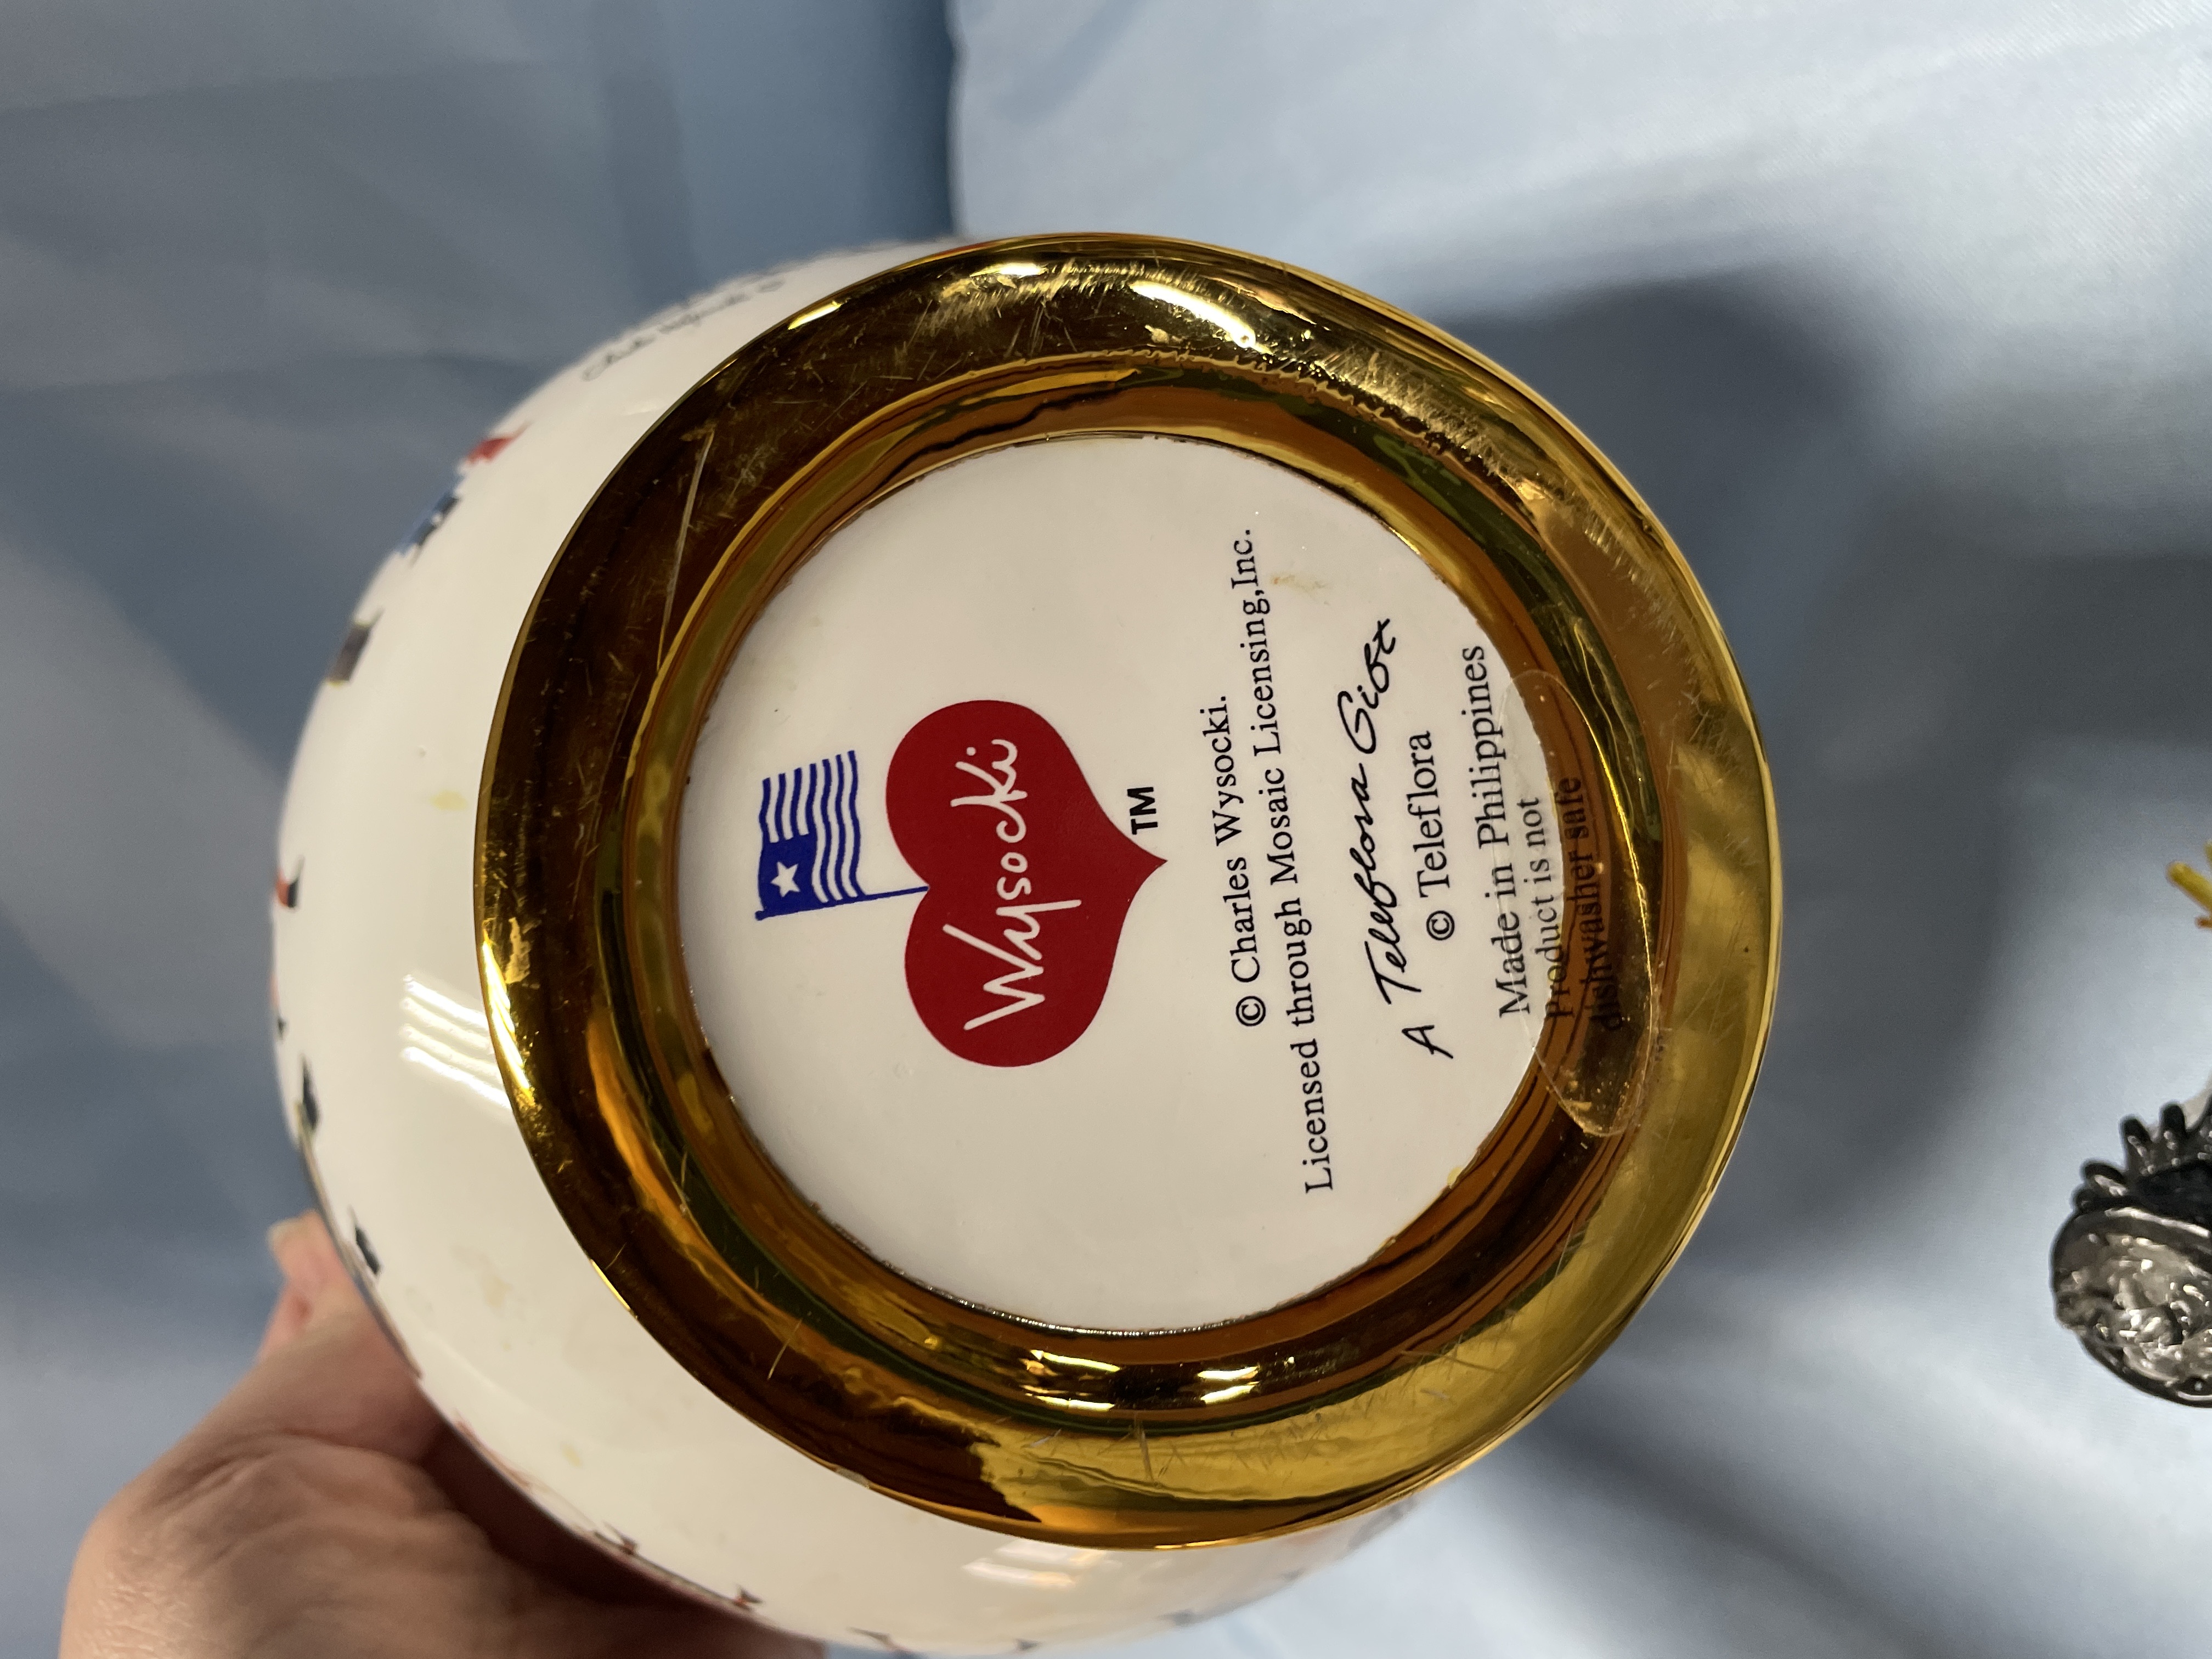 Wysocki
TM
© Charles Wysocki.
Licensed through Mosaic Licensing,Inc.
A Teleflora Gift
© Teleflora
Made in Philippines
Product is not
dishwasher safe